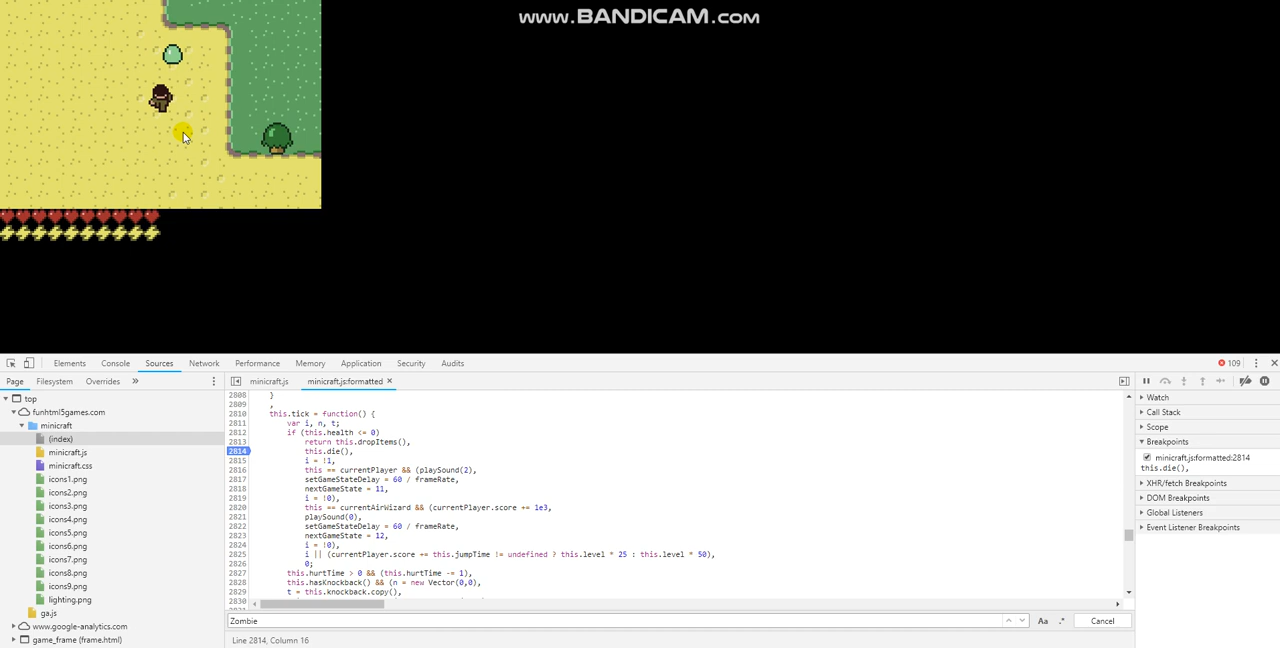 www.BANDICAM.com
Elements Console Sources Network Performance Memory Application Security Audits 109
Page Filesystem Overrides » minicraft.js minicraft.js:formatted ×
top
funhtml5games.com
minicraft
(index)
minicraft.js
minicraft.css
icons1.png
icons2.png
icons3.png
icons4.png
icons5.png
icons6.png
icons7.png
icons8.png
icons9.png
lighting.png
ga.js
www.google-analytics.com
game_frame (frame.html)
2808 }
2809 ,
2810 this.tick = function() {
2811 var i, n, t;
2812 if (this.health <= 0)
2813 return this.dropItems(),
2814 this.die(),
2815 i = !1,
2816 this == currentPlayer && (playSound(2),
2817 setGameStateDelay = 60 / frameRate,
2818 nextGameState = 11,
2819 i = !0),
2820 this == currentAirWizard && (currentPlayer.score += 1e3,
2821 playSound(0),
2822 setGameStateDelay = 60 / frameRate,
2823 nextGameState = 12,
2824 i = !0),
2825 i || (currentPlayer.score += this.jumpTime != undefined ? this.level * 25 : this.level * 50),
2826 0;
2827 this.hurtTime > 0 && (this.hurtTime -= 1),
2828 this.hasKnockback() && (n = new Vector(0,0),
2829 t = this.knockback.copy(),
2830
Zombie Aa .* Cancel
Line 2814, Column 16
Watch
Call Stack
Scope
Breakpoints
minicraft.js:formatted:2814
this.die(),
XHR/fetch Breakpoints
DOM Breakpoints
Global Listeners
Event Listener Breakpoints